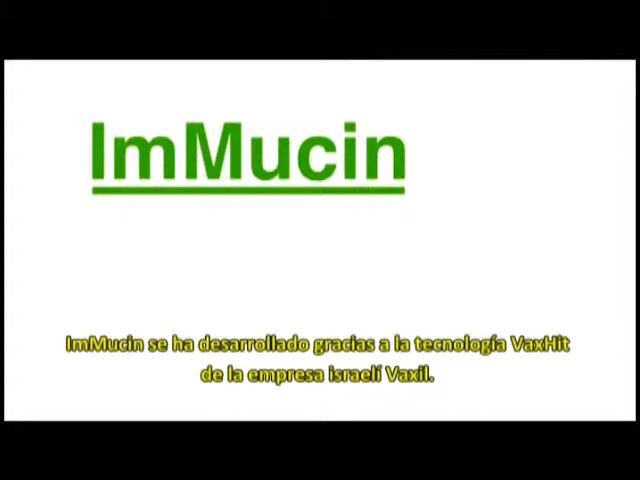 ImMucin
ImMucin se ha desarrollado gracias a la tecnología VaxHit
de la empresa israelí Vaxil.